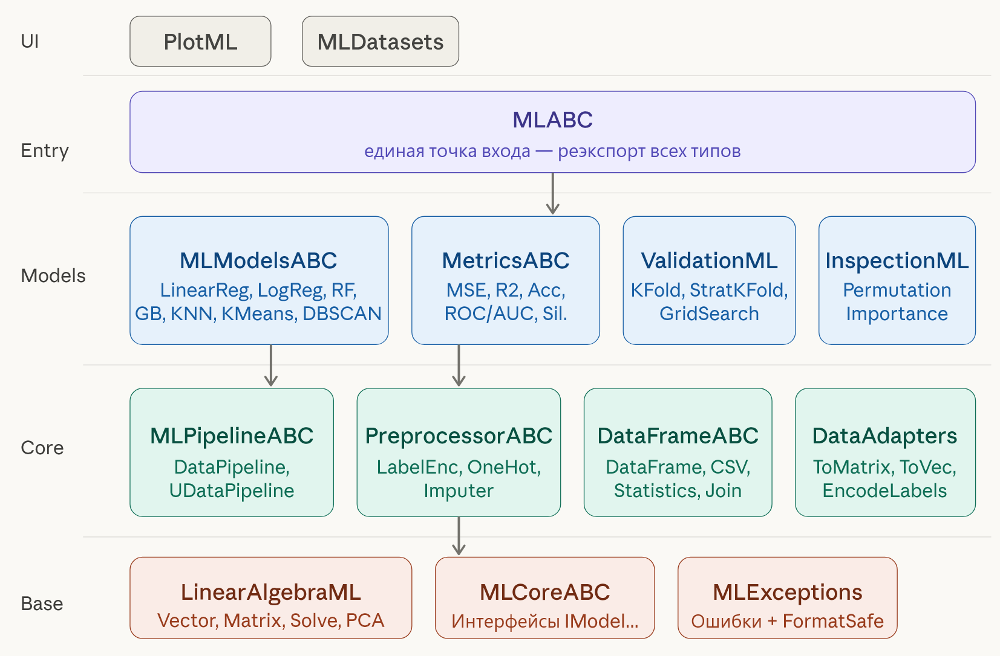 UI
PlotML
MLDatasets
Entry
MLABC
единая точка входа — реэкспорт всех типов
Models
MLModelsABC
LinearReg, LogReg, RF,
GB, KNN, KMeans, DBSCAN
MetricsABC
MSE, R2, Acc,
ROC/AUC, Sil.
ValidationML
KFold, StratKFold,
GridSearch
InspectionML
Permutation
Importance
Core
MLPipelineABC
DataPipeline,
UDataPipeline
PreprocessorABC
LabelEnc, OneHot,
Imputer
DataFrameABC
DataFrame, CSV,
Statistics, Join
DataAdapters
ToMatrix, ToVec,
EncodeLabels
Base
LinearAlgebraML
Vector, Matrix, Solve, PCA
MLCoreABC
Интерфейсы IModel...
MLExceptions
Ошибки + FormatSafe